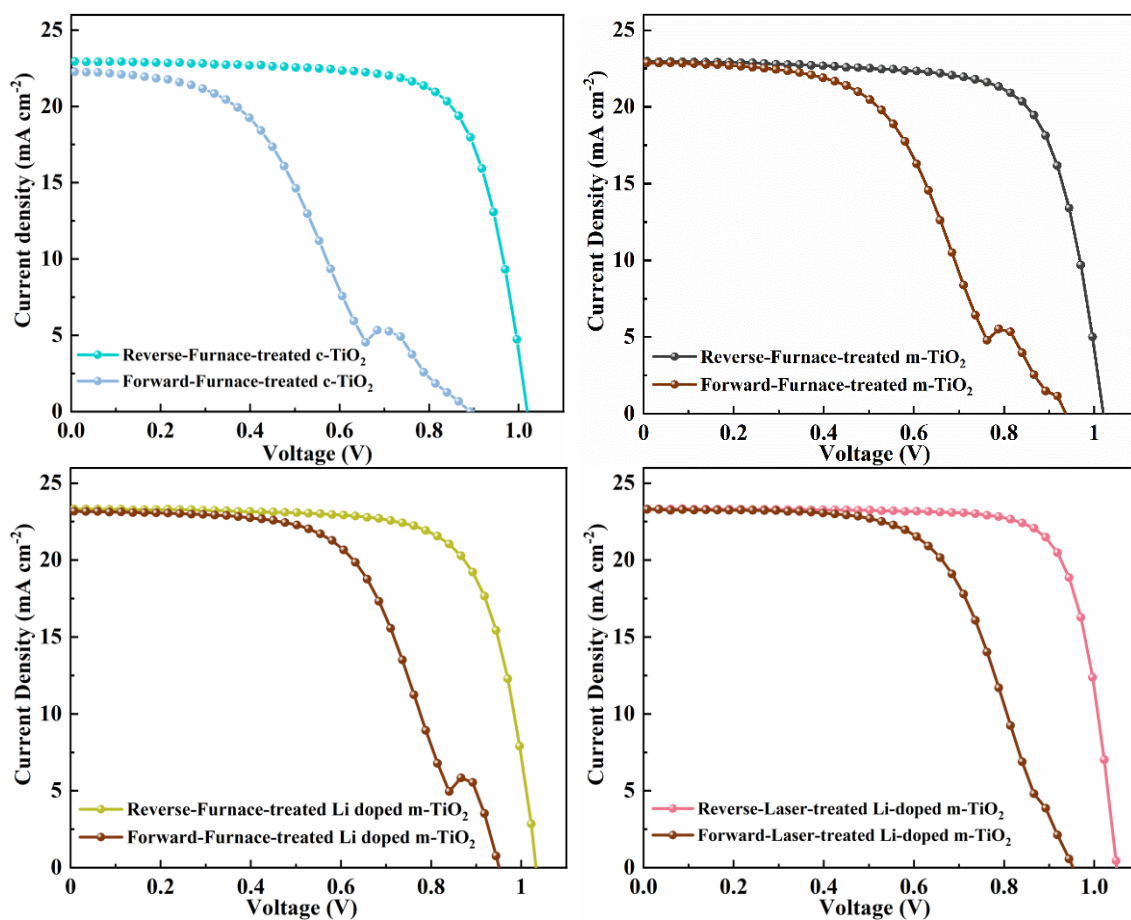 25
20
15
10
5
0
0.0 0.2 0.4 0.6 0.8 1.0
Current density (mA cm⁻²)
Voltage (V)
Reverse-Furnace-treated c-TiO₂
Forward-Furnace-treated c-TiO₂
25
20
15
10
5
0
0 0.2 0.4 0.6 0.8 1
Current Density (mA cm⁻²)
Voltage (V)
Reverse-Furnace-treated m-TiO₂
Forward-Furnace-treated m-TiO₂
25
20
15
10
5
0
0 0.2 0.4 0.6 0.8 1
Current Density (mA cm⁻²)
Voltage (V)
Reverse-Furnace-treated Li doped m-TiO₂
Forward-Furnace-treated Li doped m-TiO₂
25
20
15
10
5
0
0 0.2 0.4 0.6 0.8 1
Current Density (mA cm⁻²)
Voltage (V)
Reverse-Laser-treated Li-doped m-TiO₂
Forward-Laser-treated Li-doped m-TiO₂